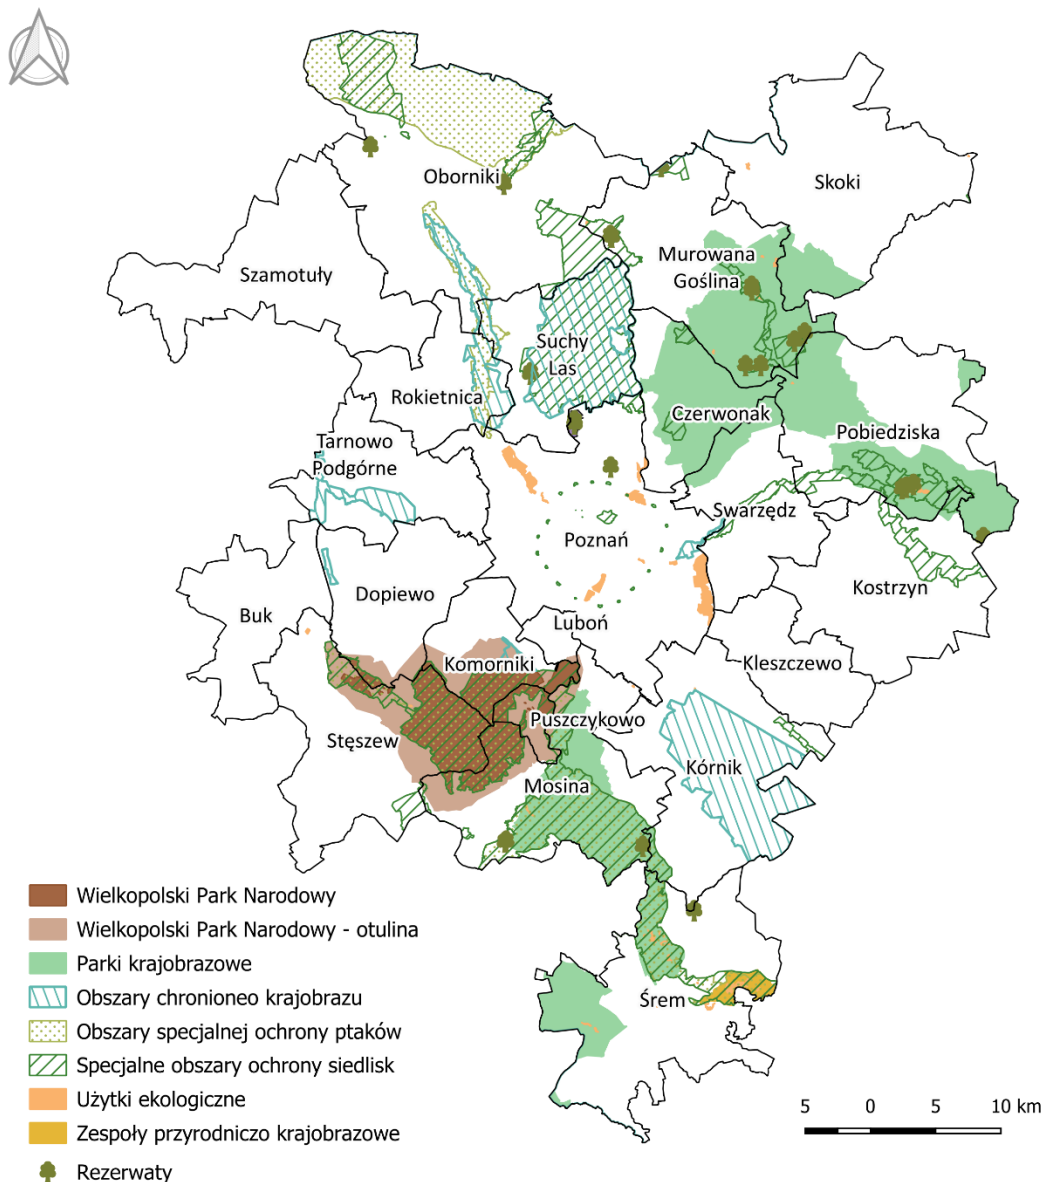 Oborniki
Skoki
Szamotuły
Murowana
Goślina
Suchy
Las
Rokietnica
Czerwonak
Tarnowo
Podgórne
Pobiedziska
Swarzędz
Poznań
Buk
Dopiewo
Luboń
Kostrzyn
Komorniki
Kleszczewo
Puszczykowo
Stęszew
Kórnik
Mosina
Śrem
Wielkopolski Park Narodowy
Wielkopolski Park Narodowy - otulina
Parki krajobrazowe
Obszary chronioneo krajobrazu
Obszary specjalnej ochrony ptaków
Specjalne obszary ochrony siedlisk
Użytki ekologiczne
Zespoły przyrodniczo krajobrazowe
Rezerwaty
5 0 5 10 km